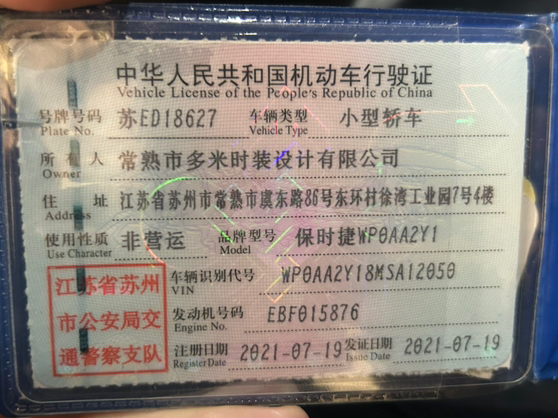 中华人民共和国机动车行驶证
Vehicle License of the People's Republic of China
号牌号码 苏ED18627 车辆类型 小型轿车
Plate No. Vehicle Type
所有人 常熟市多米时装设计有限公司
Owner
住址 江苏省苏州市常熟市虞东路86号东环村徐湾工业园7号4楼
Address
使用性质 非营运 品牌型号 保时捷WP0AA2Y1
Use Character Model
江苏省苏州 车辆识别代号 WP0AA2Y18MSA12050
VIN
市公安局交 发动机号码 EBF015876
Engine No.
通警察支队 注册日期 2021-07-19 发证日期 2021-07-19
Register Date Issue Date